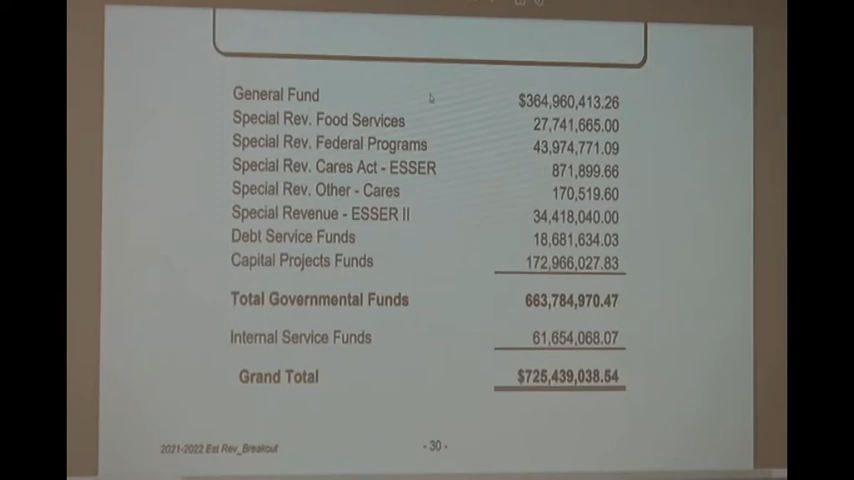 General Fund $364,960,413.26
Special Rev. Food Services 27,741,665.00
Special Rev. Federal Programs 43,974,771.09
Special Rev. Cares Act - ESSER 871,899.66
Special Rev. Other - Cares 170,519.60
Special Revenue - ESSER II 34,418,040.00
Debt Service Funds 18,681,634.03
Capital Projects Funds 172,966,027.83
Total Governmental Funds 663,784,970.47
Internal Service Funds 61,654,068.07
Grand Total $725,439,038.54
2021-2022 Est Rev_Breakout - 30 -